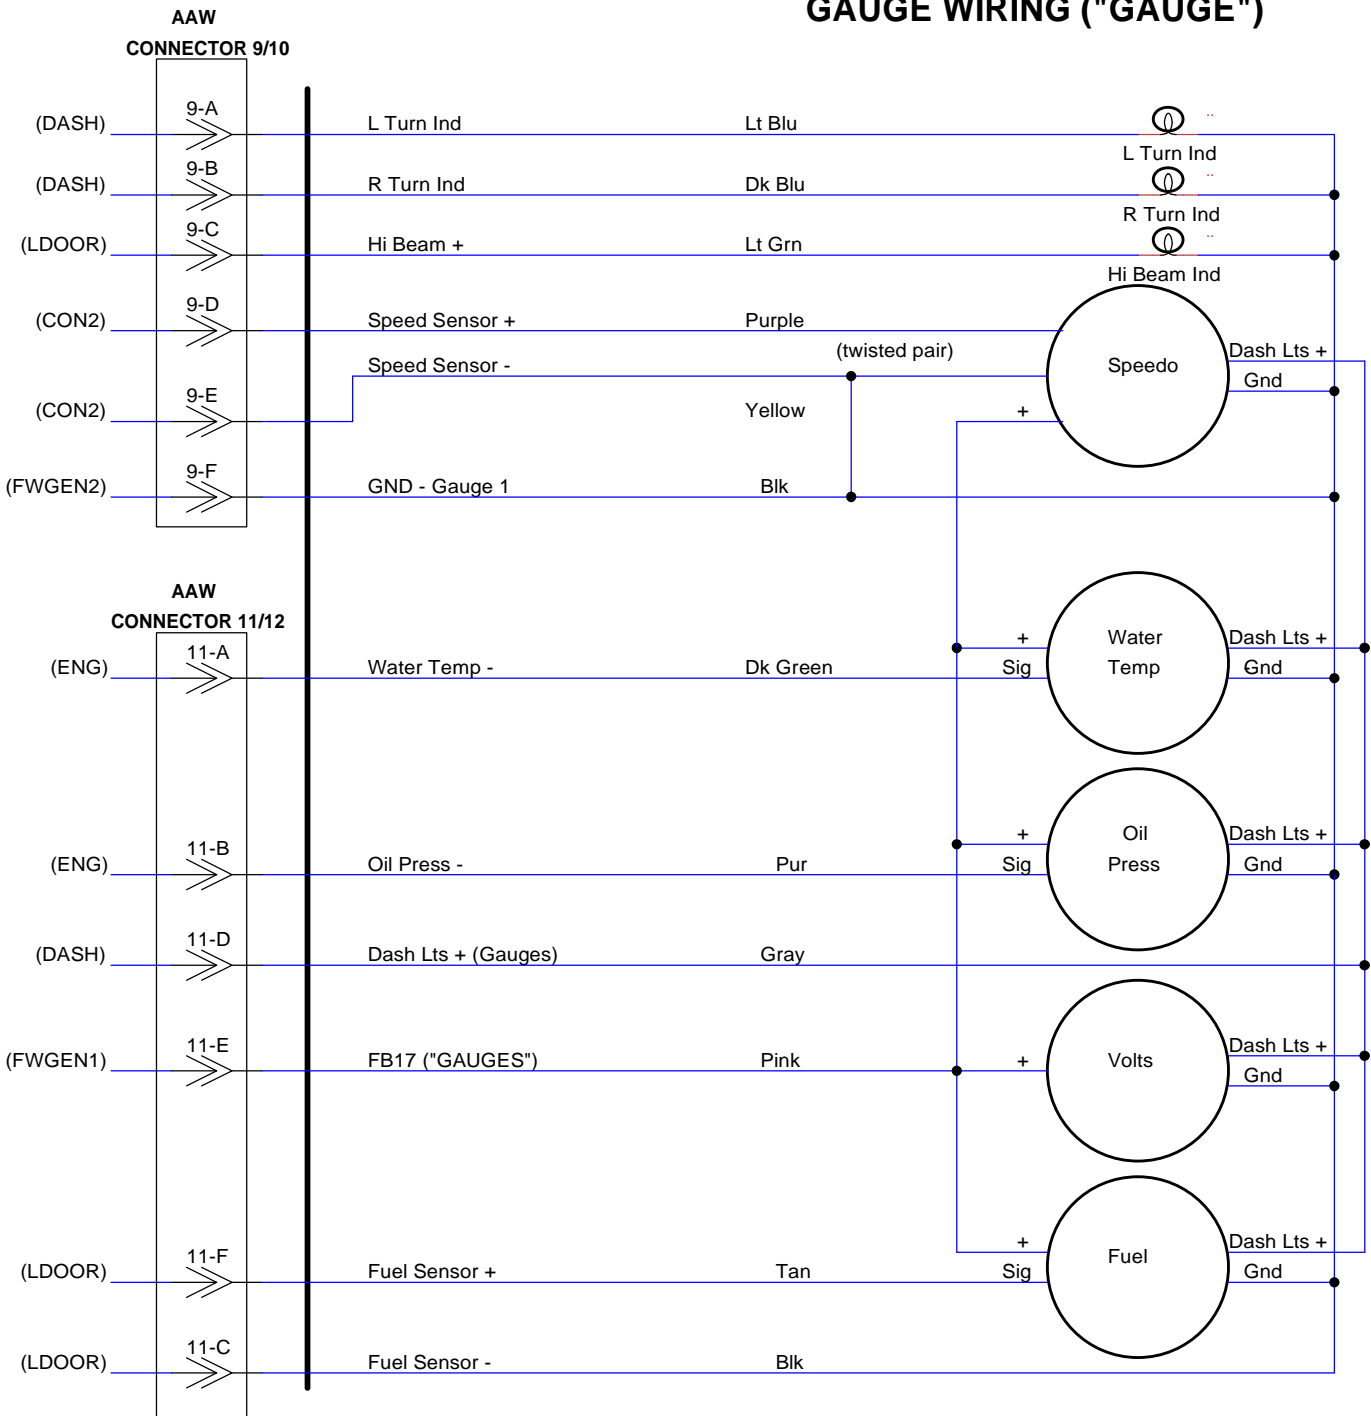 GAUGE WIRING ("GAUGE")
AAW
CONNECTOR 9/10
(DASH) 9-A L Turn Ind Lt Blu
L Turn Ind
(DASH) 9-B R Turn Ind Dk Blu
R Turn Ind
(LDOOR) 9-C Hi Beam + Lt Grn
Hi Beam Ind
(CON2) 9-D Speed Sensor + Purple
Speed Sensor - (twisted pair) Speedo Dash Lts +
Gnd
(CON2) 9-E Yellow +
(FWGEN2) 9-F GND - Gauge 1 Blk
AAW
CONNECTOR 11/12
+ Water Dash Lts +
(ENG) 11-A Water Temp - Dk Green Sig Temp Gnd
+ Oil Dash Lts +
(ENG) 11-B Oil Press - Pur Sig Press Gnd
(DASH) 11-D Dash Lts + (Gauges) Gray
(FWGEN1) 11-E FB17 ("GAUGES") Pink + Volts Dash Lts +
Gnd
+ Fuel Dash Lts +
(LDOOR) 11-F Fuel Sensor + Tan Sig Gnd
(LDOOR) 11-C Fuel Sensor - Blk